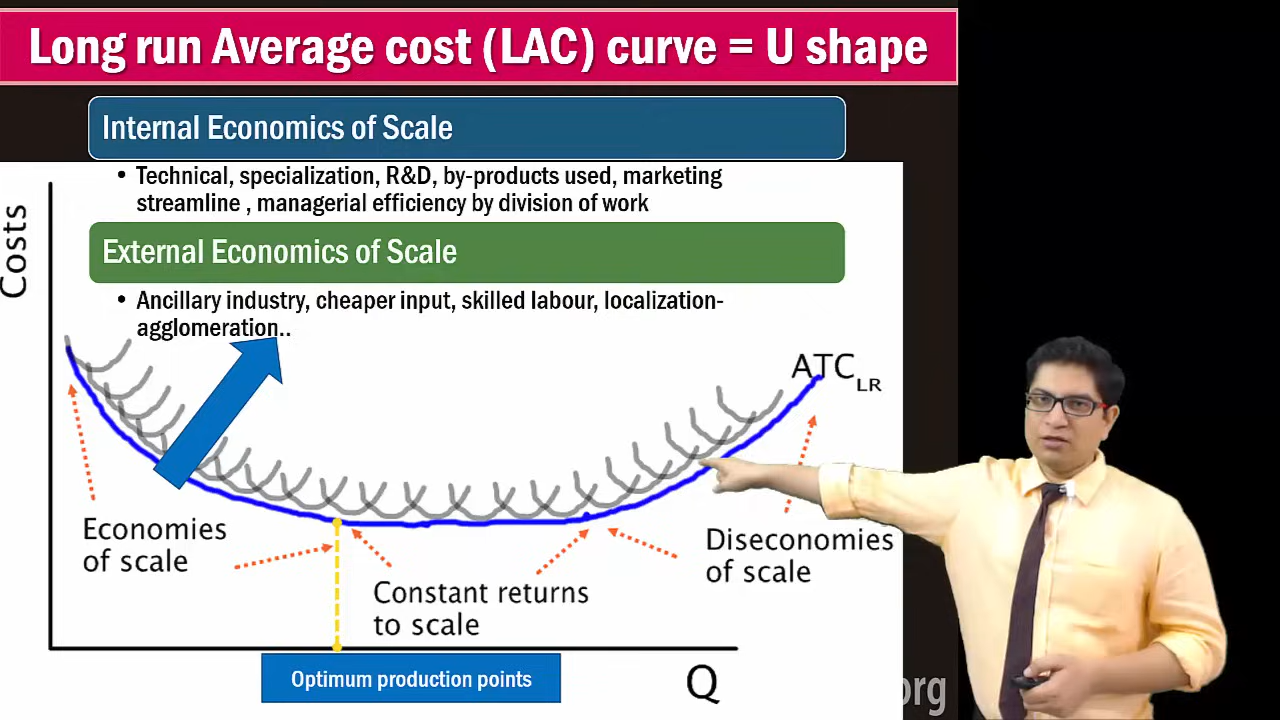 Long run Average cost (LAC) curve = U shape
Internal Economics of Scale
• Technical, specialization, R&D, by-products used, marketing
streamline , managerial efficiency by division of work
External Economics of Scale
• Ancillary industry, cheaper input, skilled labour, localization-
agglomeration..
Costs
ATC LR
Economies
of scale
Constant returns
to scale
Diseconomies
of scale
Optimum production points
Q
org